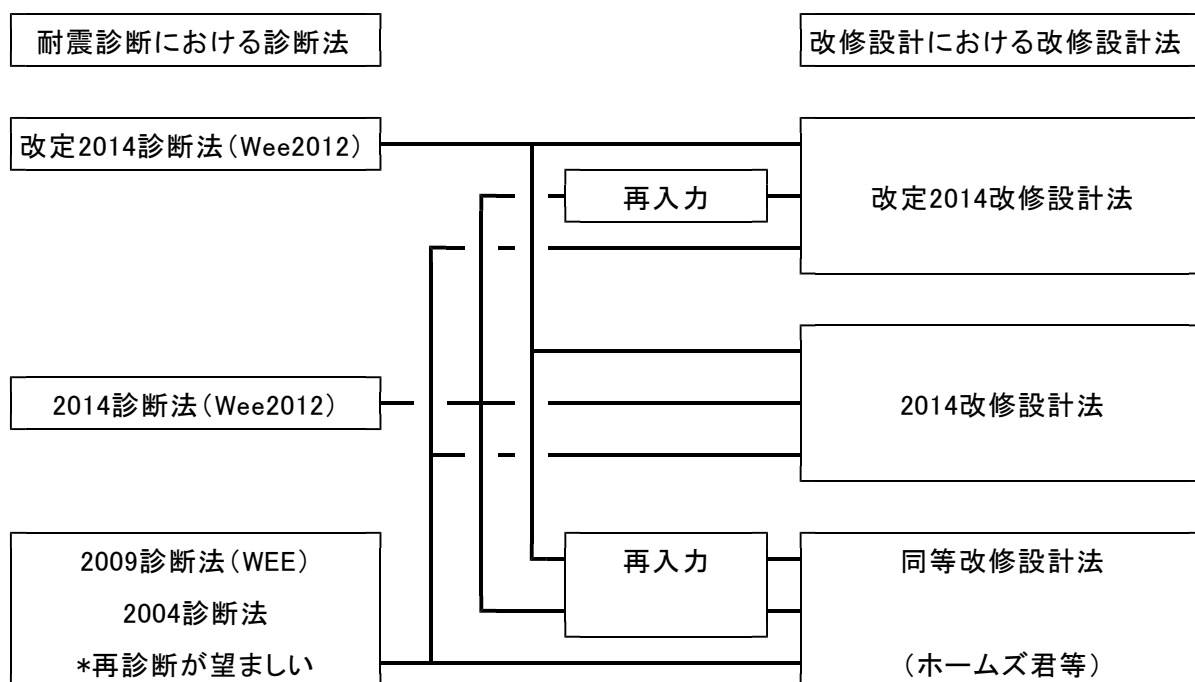 耐震診断における診断法
改修設計における改修設計法
改定2014診断法(Wee2012)
再入力
改定2014改修設計法
2014診断法(Wee2012)
2014改修設計法
2009診断法(WEE)
2004診断法
*再診断が望ましい
再入力
同等改修設計法
(ホームズ君等)